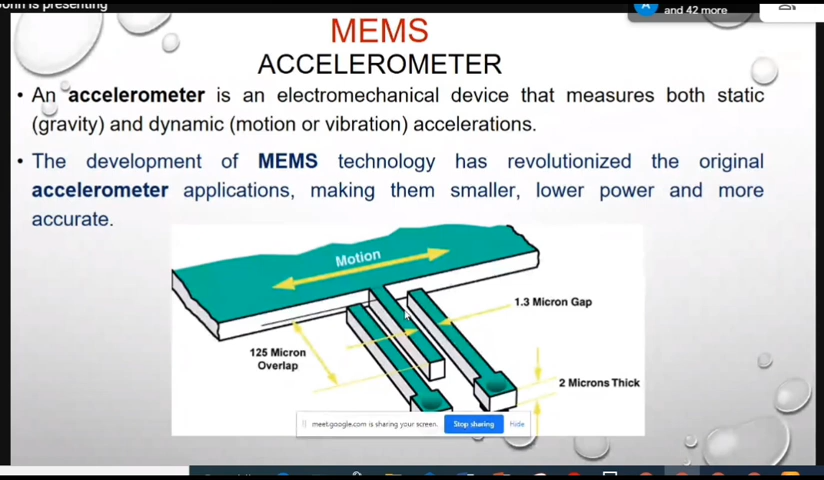 is presenting
A and 42 more
MEMS
ACCELEROMETER
• An accelerometer is an electromechanical device that measures both static
(gravity) and dynamic (motion or vibration) accelerations.
• The development of MEMS technology has revolutionized the original
accelerometer applications, making them smaller, lower power and more
accurate.
Motion
1.3 Micron Gap
125 Micron
Overlap
2 Microns Thick
meet.google.com is sharing your screen.
Stop sharing
Hide